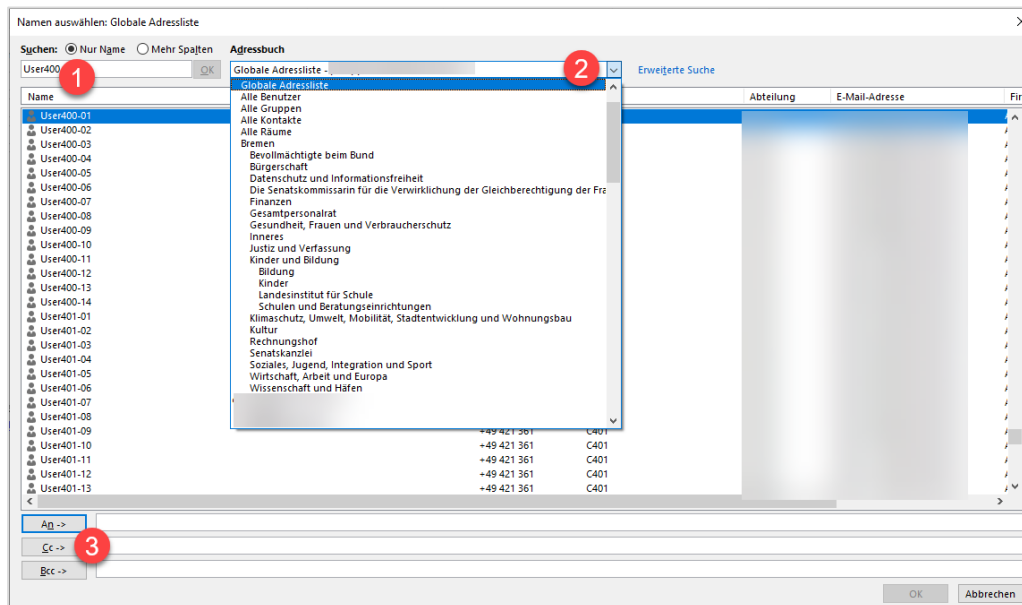 Namen auswählen: Globale Adressliste
Suchen: Nur Name Mehr Spalten Adressbuch
User400 1 OK Globale Adressliste - 2 Erweiterte Suche
Name Abteilung E-Mail-Adresse Fir
Globale Adressliste
Alle Benutzer
Alle Gruppen
Alle Kontakte
Alle Räume
Bremen
Bevollmächtigte beim Bund
Bürgerschaft
Datenschutz und Informationsfreiheit
Die Senatskommissarin für die Verwirklichung der Gleichberechtigung der Fra
Finanzen
Gesamtpersonalrat
Gesundheit, Frauen und Verbraucherschutz
Inneres
Justiz und Verfassung
Kinder und Bildung
Bildung
Kinder
Landesinstitut für Schule
Schulen und Beratungseinrichtungen
Klimaschutz, Umwelt, Mobilität, Stadtentwicklung und Wohnungsbau
Kultur
Rechnungshof
Senatskanzlei
Soziales, Jugend, Integration und Sport
Wirtschaft, Arbeit und Europa
Wissenschaft und Häfen
User400-01
User400-02
User400-03
User400-04
User400-05
User400-06
User400-07
User400-08
User400-09
User400-10
User400-11
User400-12
User400-13
User400-14
User401-01
User401-02
User401-03
User401-04
User401-05
User401-06
User401-07
User401-08
User401-09 +49 421 361 C401
User401-10 +49 421 361 C401
User401-11 +49 421 361 C401
User401-12 +49 421 361 C401
User401-13 +49 421 361 C401
An ->
Cc -> 3
Bcc ->
OK Abbrechen